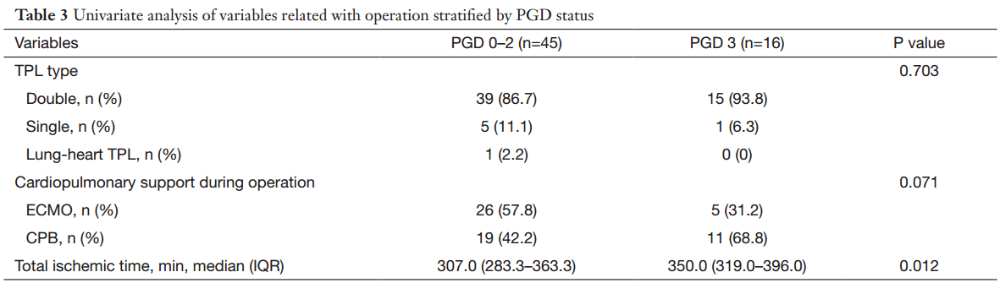 Table 3 Univariate analysis of variables related with operation stratified by PGD status
Variables PGD 0–2 (n=45) PGD 3 (n=16) P value
TPL type 0.703
Double, n (%) 39 (86.7) 15 (93.8)
Single, n (%) 5 (11.1) 1 (6.3)
Lung-heart TPL, n (%) 1 (2.2) 0 (0)
Cardiopulmonary support during operation 0.071
ECMO, n (%) 26 (57.8) 5 (31.2)
CPB, n (%) 19 (42.2) 11 (68.8)
Total ischemic time, min, median (IQR) 307.0 (283.3–363.3) 350.0 (319.0–396.0) 0.012